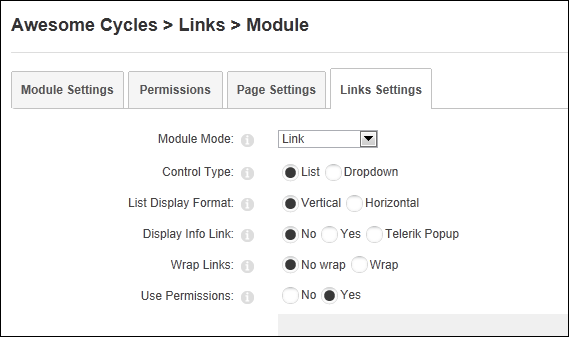 Awesome Cycles > Links > Module
Module Settings Permissions Page Settings Links Settings
Module Mode: Link
Control Type: List Dropdown
List Display Format: Vertical Horizontal
Display Info Link: No Yes Telerik Popup
Wrap Links: No wrap Wrap
Use Permissions: No Yes